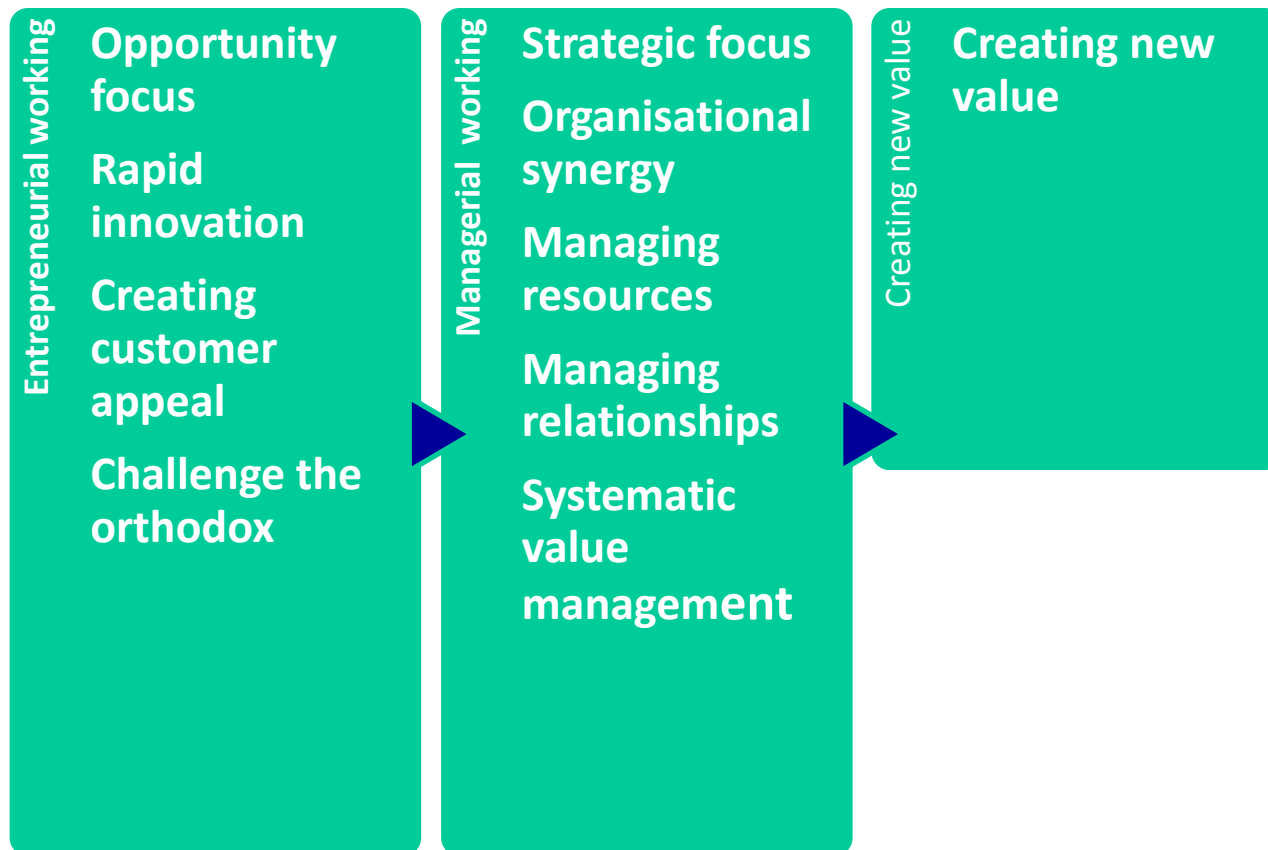 Entrepreneurial working
Opportunity
focus
Rapid
innovation
Creating
customer
appeal
Challenge the
orthodox
Managerial working
Strategic focus
Organisational
synergy
Managing
resources
Managing
relationships
Systematic
value
management
Creating new value
Creating new
value